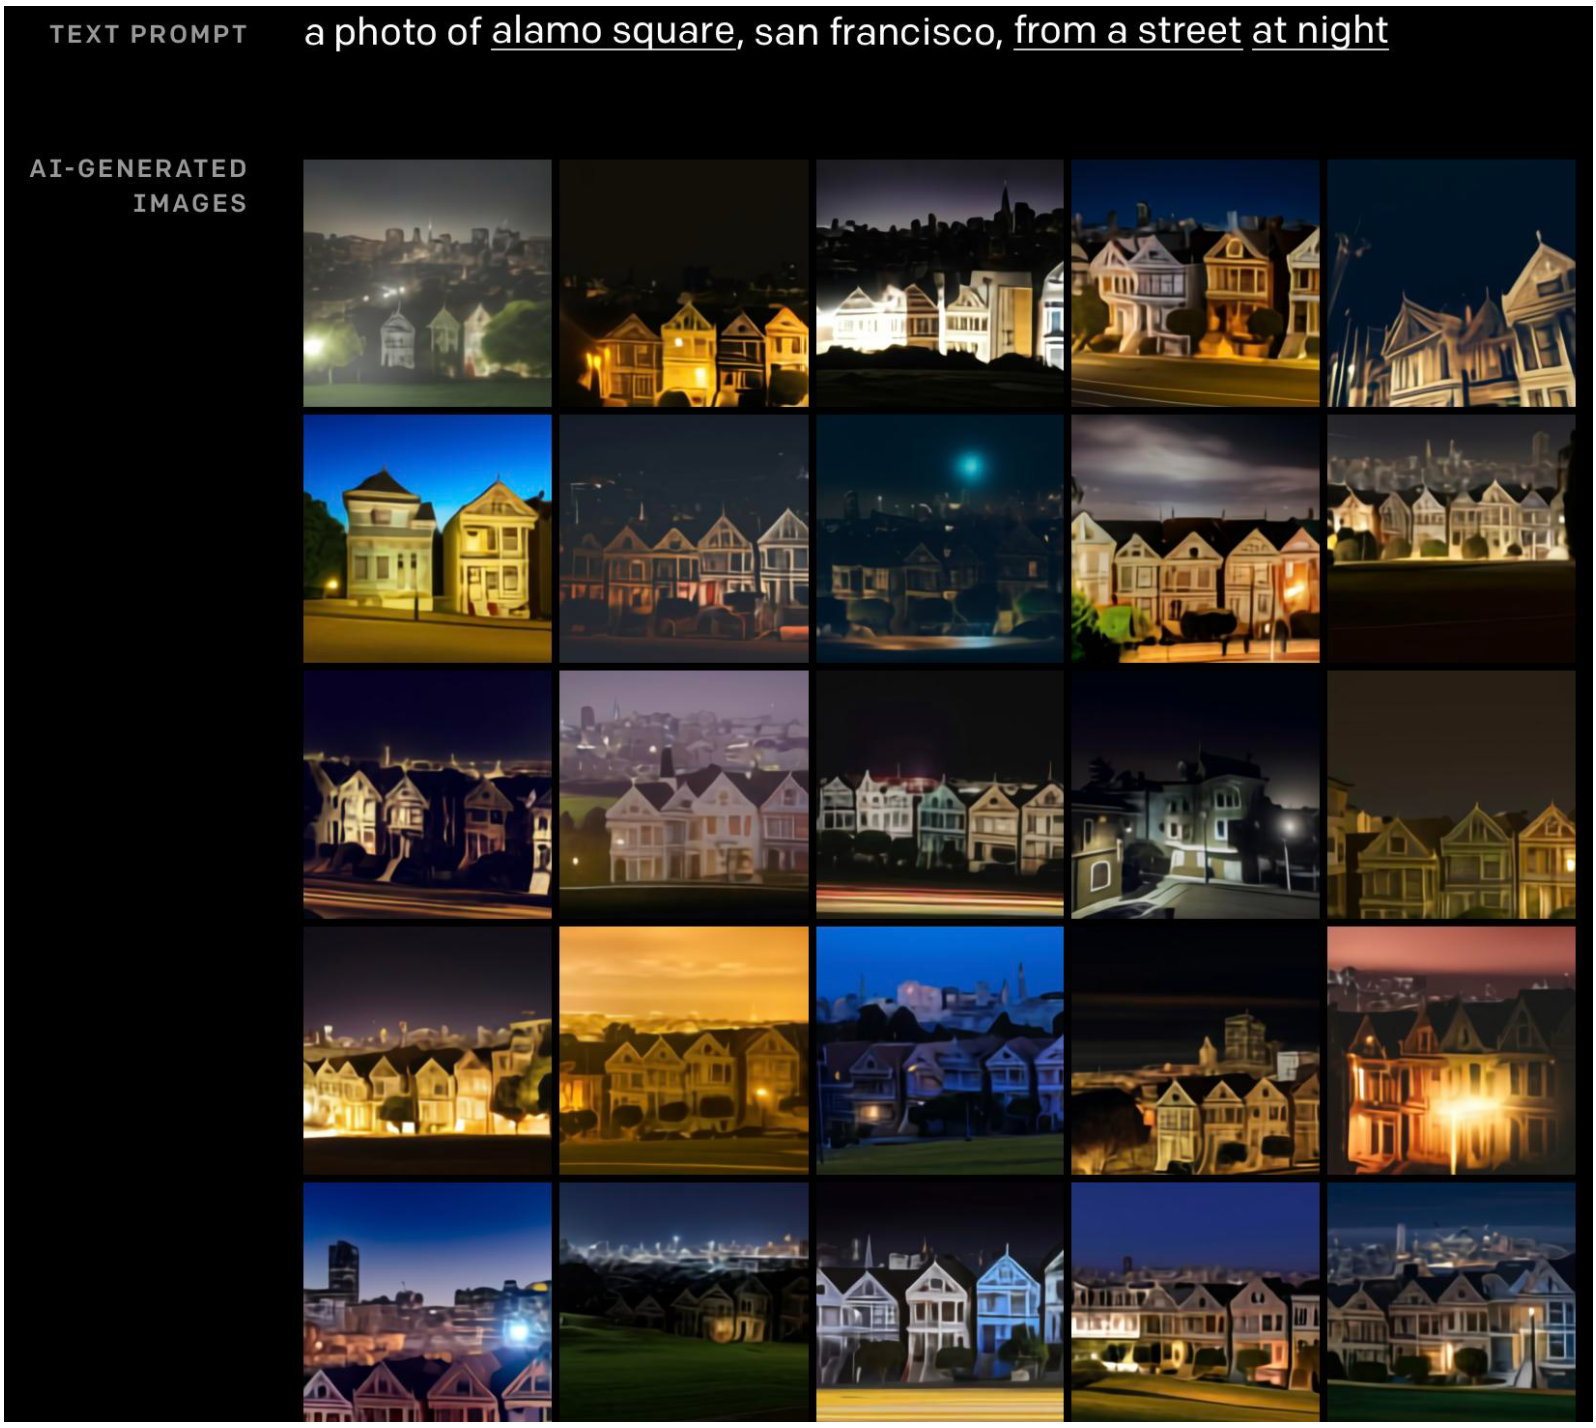 TEXT PROMPT
a photo of alamo square, san francisco, from a street at night
AI-GENERATED
IMAGES